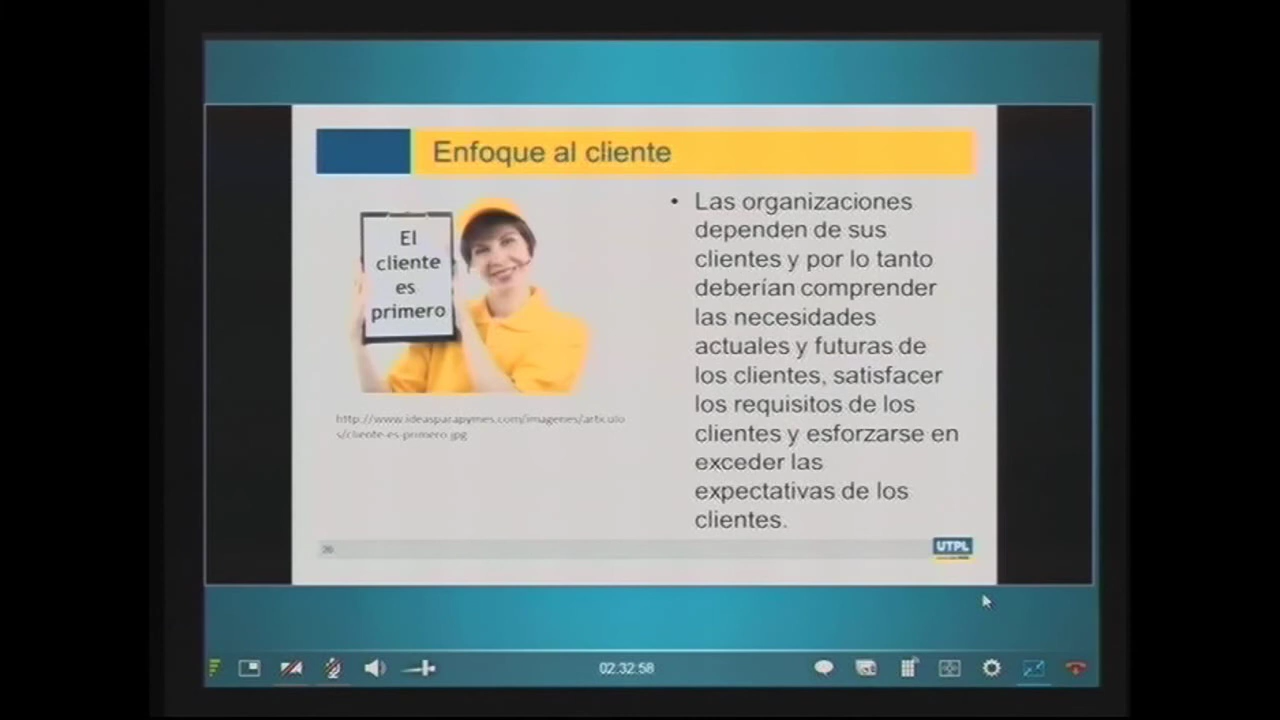 Enfoque al cliente
El
cliente
es
primero
• Las organizaciones
dependen de sus
clientes y por lo tanto
deberían comprender
las necesidades
actuales y futuras de
los clientes, satisfacer
los requisitos de los
clientes y esforzarse en
exceder las
expectativas de los
clientes.
http://www.ideasparapymes.com/imagenes/articulo
s/cliente-es-primero.jpg
UTPL
02:32:58